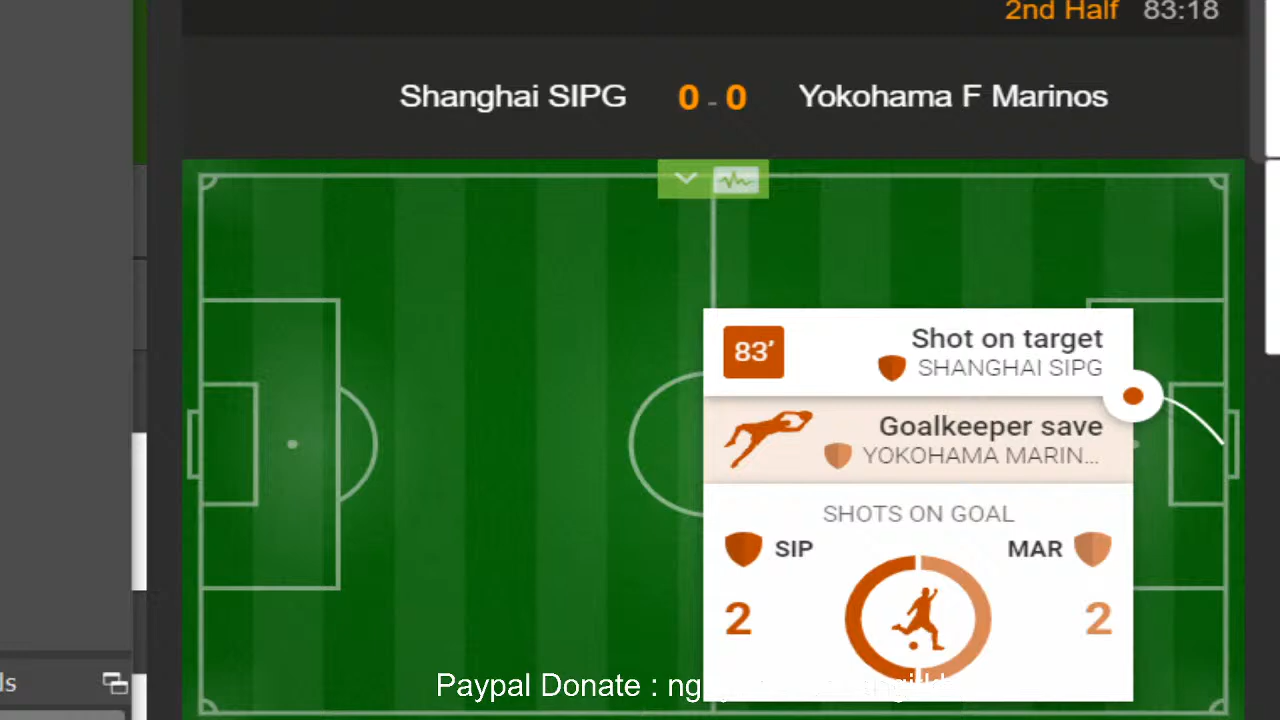 2nd Half 83:18
Shanghai SIPG 0 - 0 Yokohama F Marinos
83’
Shot on target
SHANGHAI SIPG
Goalkeeper save
YOKOHAMA MARIN...
SHOTS ON GOAL
SIP MAR
2 2
Paypal Donate :
ls